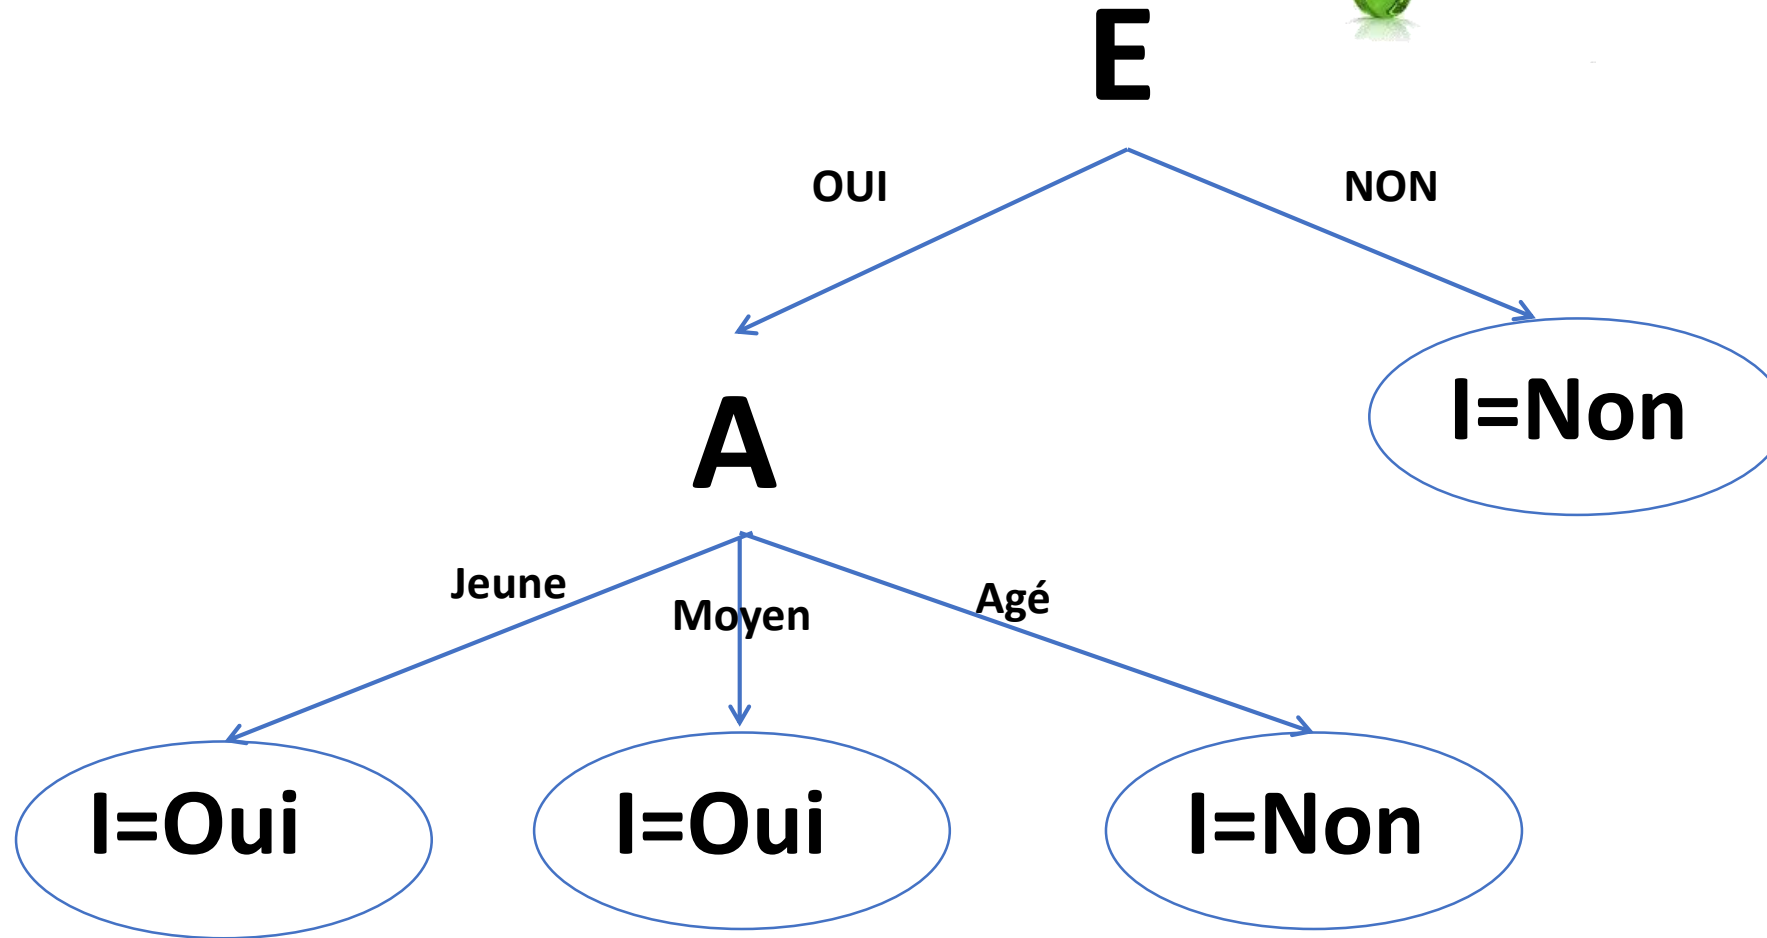 E
OUI
NON
A
I=Non
Jeune
Moyen
Agé
I=Oui
I=Oui
I=Non